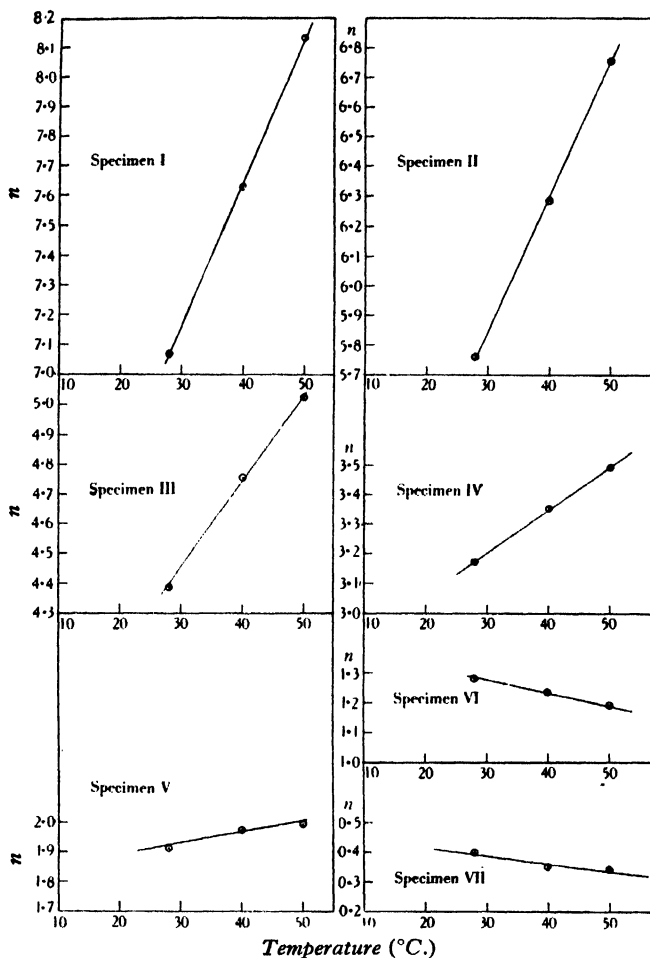 8·2
8·1
8·0
7·9
7·8
7·7
7·6
7·5
7·4
7·3
7·2
7·1
7·0
n
Specimen I
10 20 30 40 50
n
6·8
6·7
6·6
6·5
6·4
6·3
6·2
6·1
6·0
5·9
5·8
5·7
Specimen II
10 20 30 40 50
5·0
4·9
4·8
4·7
4·6
4·5
4·4
4·3
n
Specimen III
10 20 30 40 50
n
3·5
3·4
3·3
3·2
3·1
3·0
Specimen IV
10 20 30 40 50
Specimen V
2·0
1·9
1·8
1·7
n
10 20 30 40 50
n
1·3
1·2
1·1
1·0
Specimen VI
10 20 30 40 50
n
0·5
0·4
0·3
0·2
Specimen VII
10 20 30 40 50
Temperature (°C.)